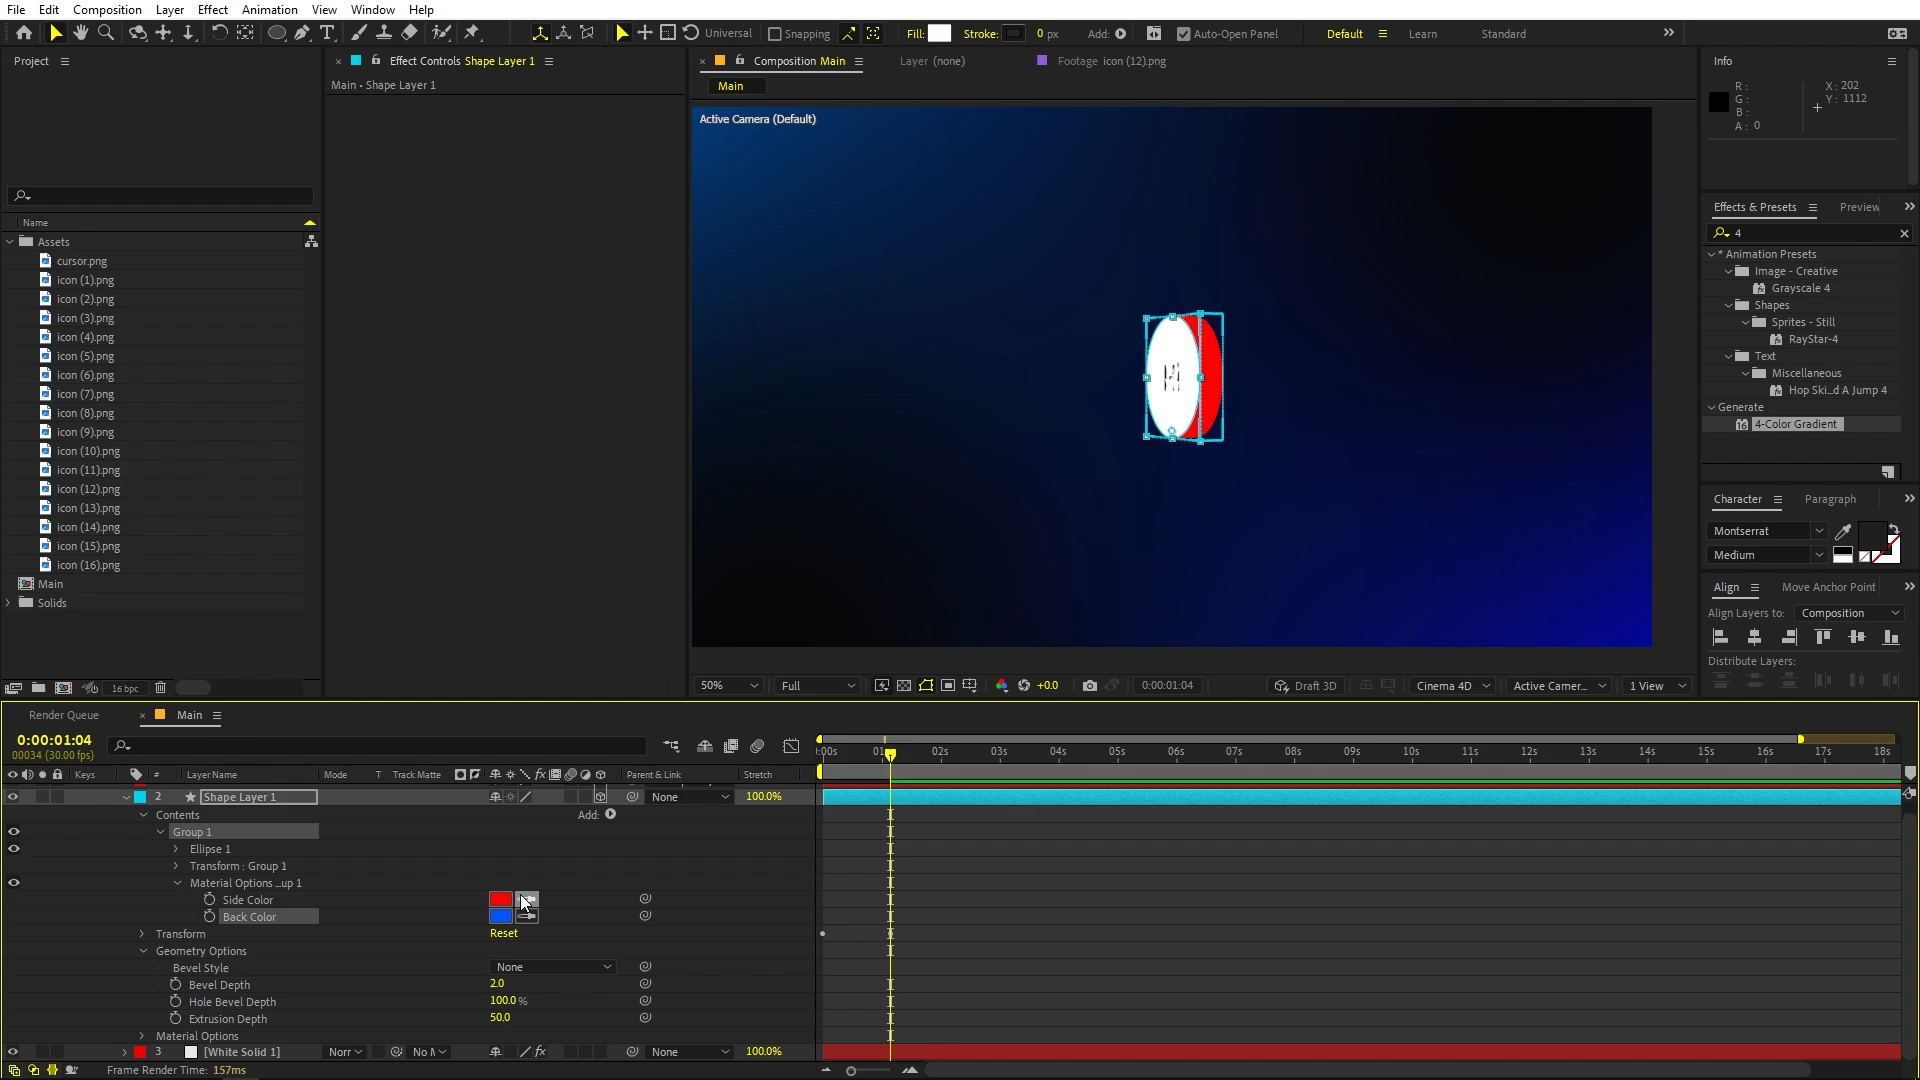 File Edit Composition Layer Effect Animation View Window Help
Universal Snapping Fill: Stroke: 0 px Add: Auto-Open Panel Default Learn Standard
Project
Effect Controls Shape Layer 1
Composition Main
Layer (none)
Footage icon (12).png
Info
Main • Shape Layer 1
Main
R:
G:
B:
A: 0
X: 202
Y: 1112
Active Camera (Default)
Name
Assets
cursor.png
icon (1).png
icon (2).png
icon (3).png
icon (4).png
icon (5).png
icon (6).png
icon (7).png
icon (8).png
icon (9).png
icon (10).png
icon (11).png
icon (12).png
icon (13).png
icon (14).png
icon (15).png
icon (16).png
Main
Solids
16 bpc
Effects & Presets Preview
4
* Animation Presets
Image - Creative
Grayscale 4
Shapes
Sprites - Still
RayStar-4
Text
Miscellaneous
Hop Ski...d A Jump 4
Generate
4-Color Gradient
Character Paragraph
Montserrat
Medium
Align Move Anchor Point
Align Layers to: Composition
Distribute Layers:
50% Full +0.0 0:00:01:04 Draft 3D Cinema 4D Active Camer... 1 View
Render Queue Main
0:00:01:04
00034 (30.00 fps)
:00s 01 02s 03s 04s 05s 06s 07s 08s 09s 10s 11s 12s 13s 14s 15s 16s 17s 18s
Keys # Layer Name Mode T Track Matte Parent & Link Stretch
2 Shape Layer 1 None 100.0%
Contents Add:
Group 1
Ellipse 1
Transform : Group 1
Material Options ...up 1
Side Color
Back Color
Transform Reset
Geometry Options
Bevel Style None
Bevel Depth 2.0
Hole Bevel Depth 100.0 %
Extrusion Depth 50.0
Material Options
3 [White Solid 1] Norr No M None 100.0%
Frame Render Time: 157ms